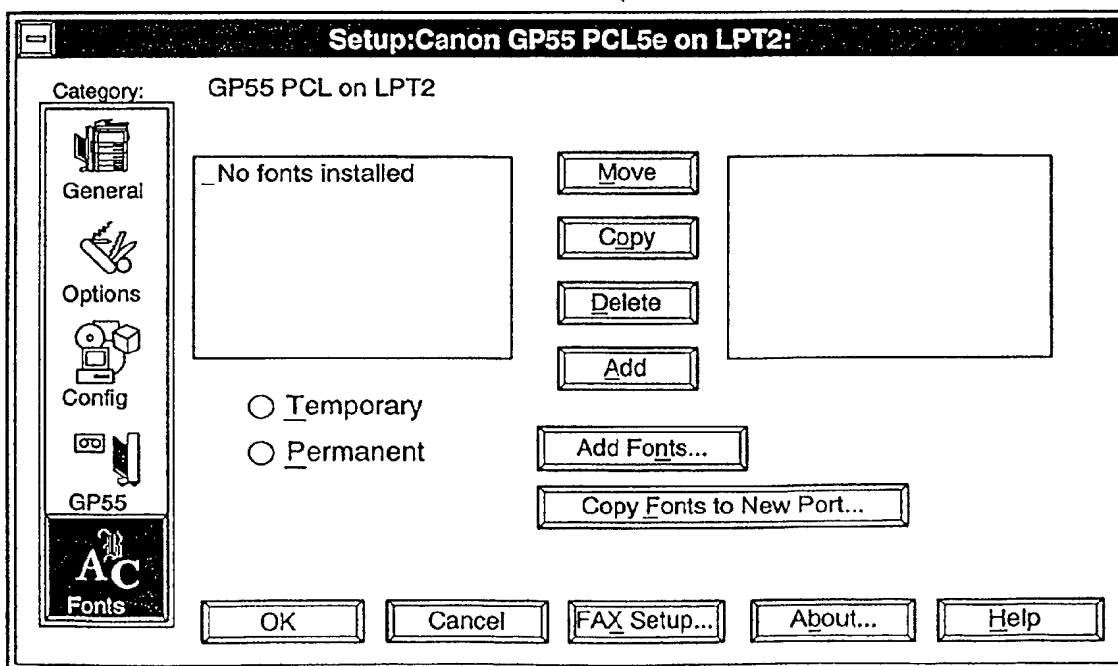 Setup:Canon GP55 PCL5e on LPT2:
Category:
GP55 PCL on LPT2
General
Options
Config
GP55
ABC
Fonts
_No fonts installed
Move
Copy
Delete
Add
Temporary
Permanent
Add Fonts...
Copy Fonts to New Port...
OK
Cancel
FAX Setup...
About...
Help